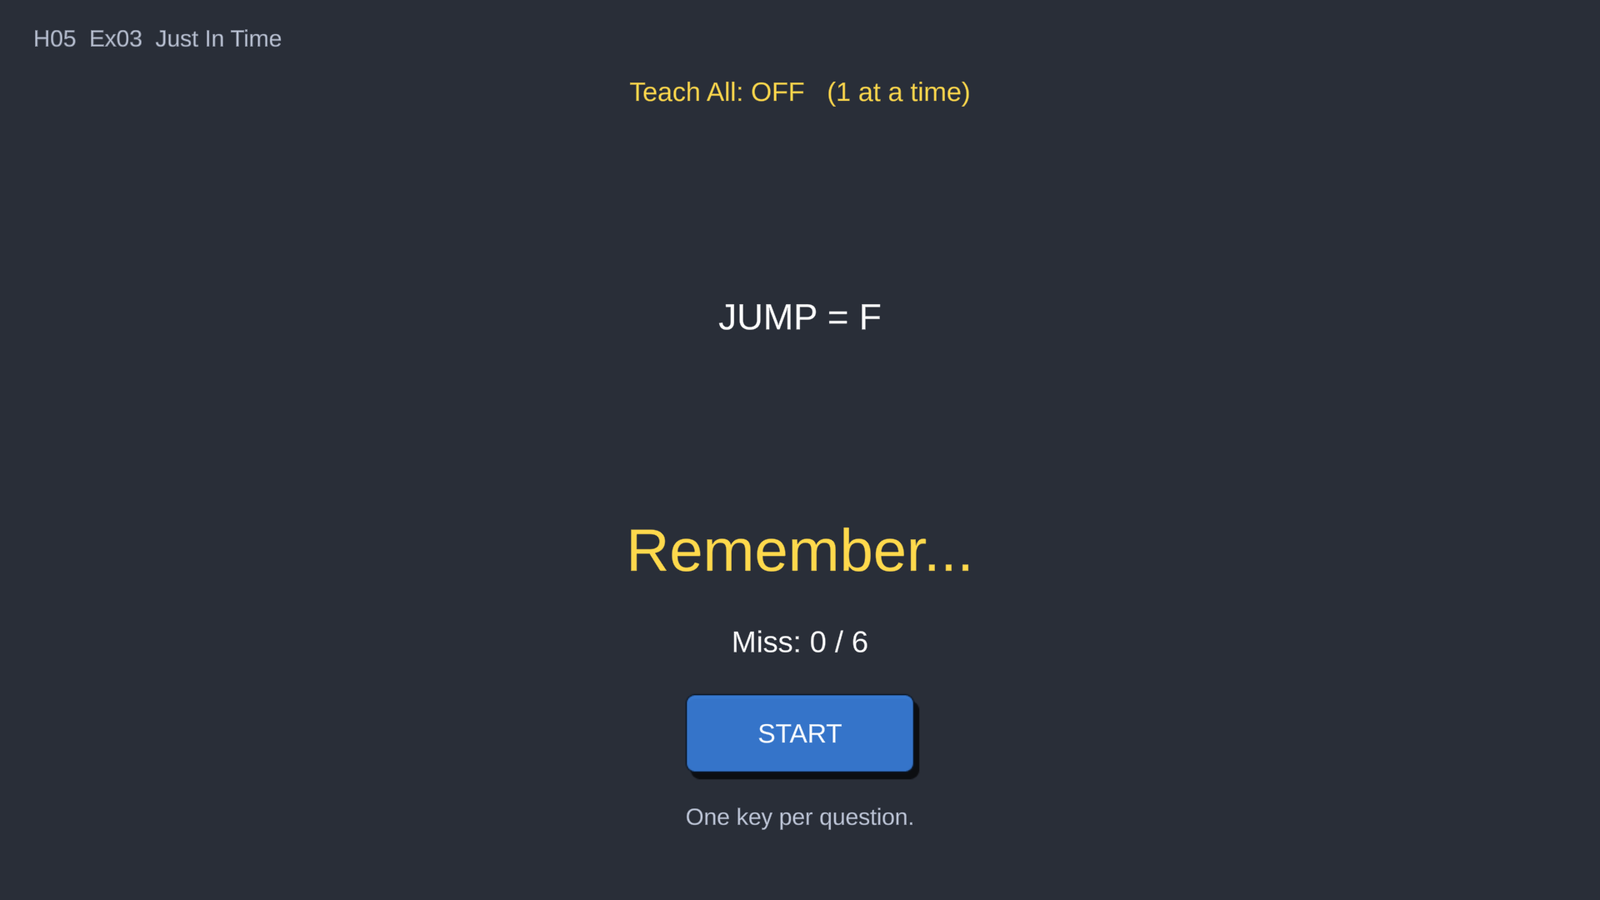 H05 Ex03 Just In Time
Teach All: OFF (1 at a time)
JUMP = F
Remember...
Miss: 0 / 6
START
One key per question.